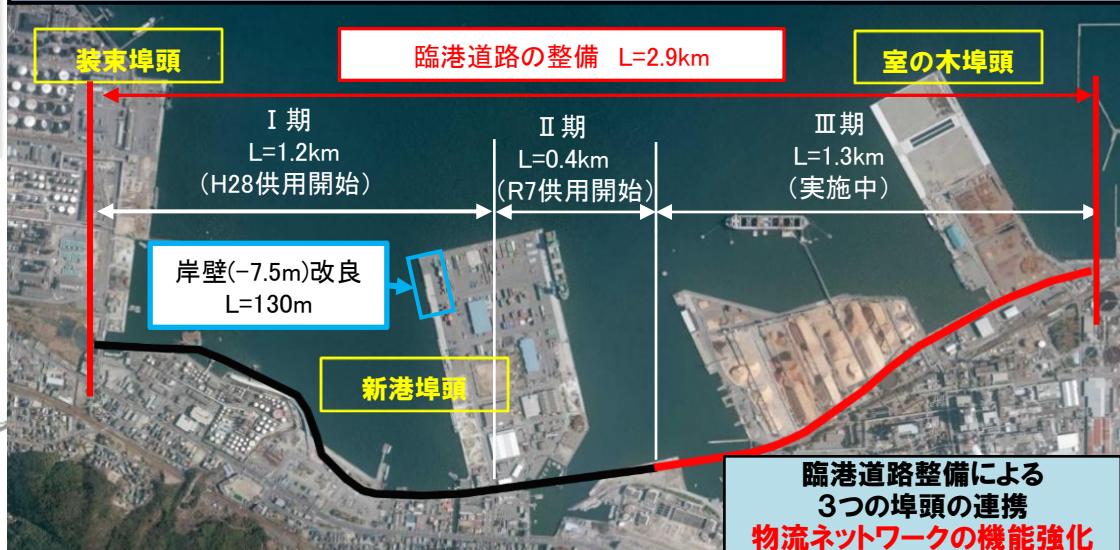 装束埠頭
臨港道路の整備 L=2.9km
室の木埠頭
Ⅰ期
L=1.2km
（H28供用開始）
Ⅱ期
L=0.4km
（R7供用開始）
Ⅲ期
L=1.3km
（実施中）
岸壁(-7.5m)改良
L=130m
新港埠頭
臨港道路整備による
３つの埠頭の連携
物流ネットワークの機能強化